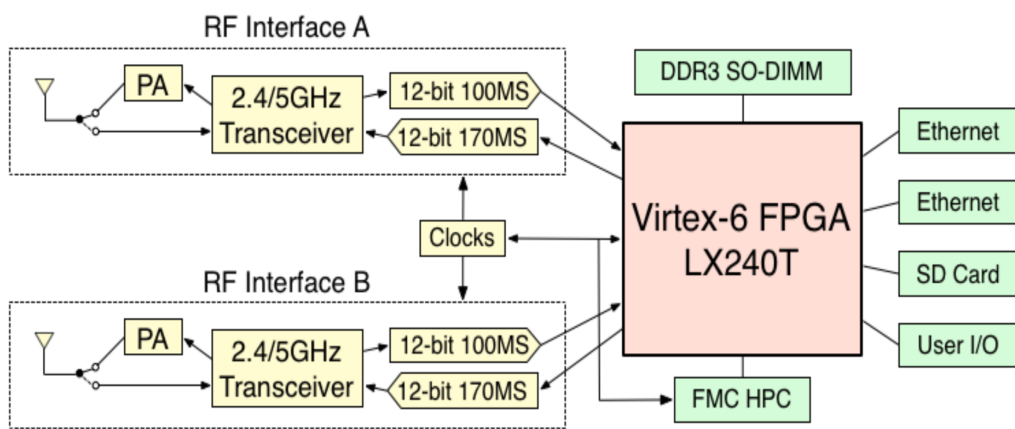 RF Interface A
PA
2.4/5GHz
Transceiver
12-bit 100MS
12-bit 170MS
DDR3 SO-DIMM
Ethernet
Ethernet
Virtex-6 FPGA
LX240T
Clocks
SD Card
RF Interface B
PA
2.4/5GHz
Transceiver
12-bit 100MS
12-bit 170MS
User I/O
FMC HPC